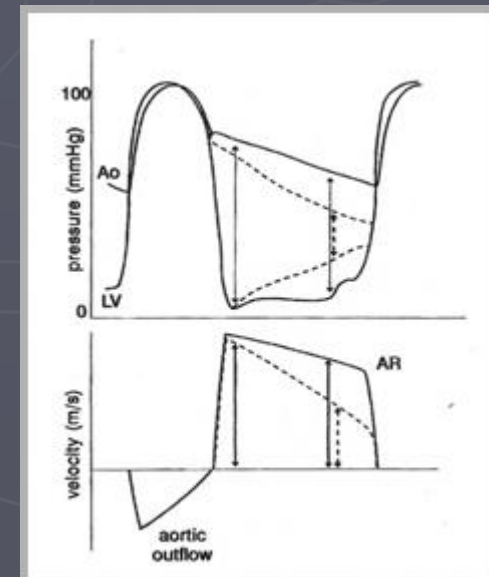 100
Ao
pressure (mmHg)
LV
0
velocity (m/s)
AR
aortic
outflow